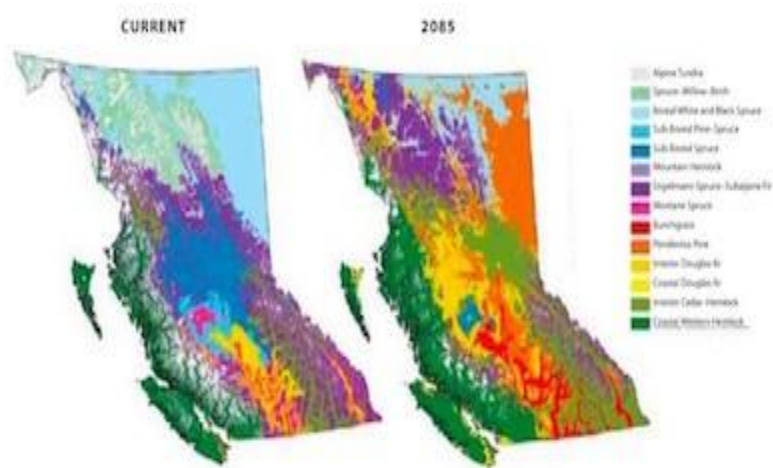 CURRENT
2085
Alpine Tundra
Spruce-Willow-Birch
Boreal White and Black Spruce
Sub-Boreal Pine-Spruce
Sub-Boreal Spruce
Mountain Hemlock
Engelmann Spruce-Subalpine Fir
Montane Spruce
Bunchgrass
Ponderosa Pine
Interior Douglas-fir
Coastal Douglas-fir
Interior Cedar-Hemlock
Coastal Western Hemlock